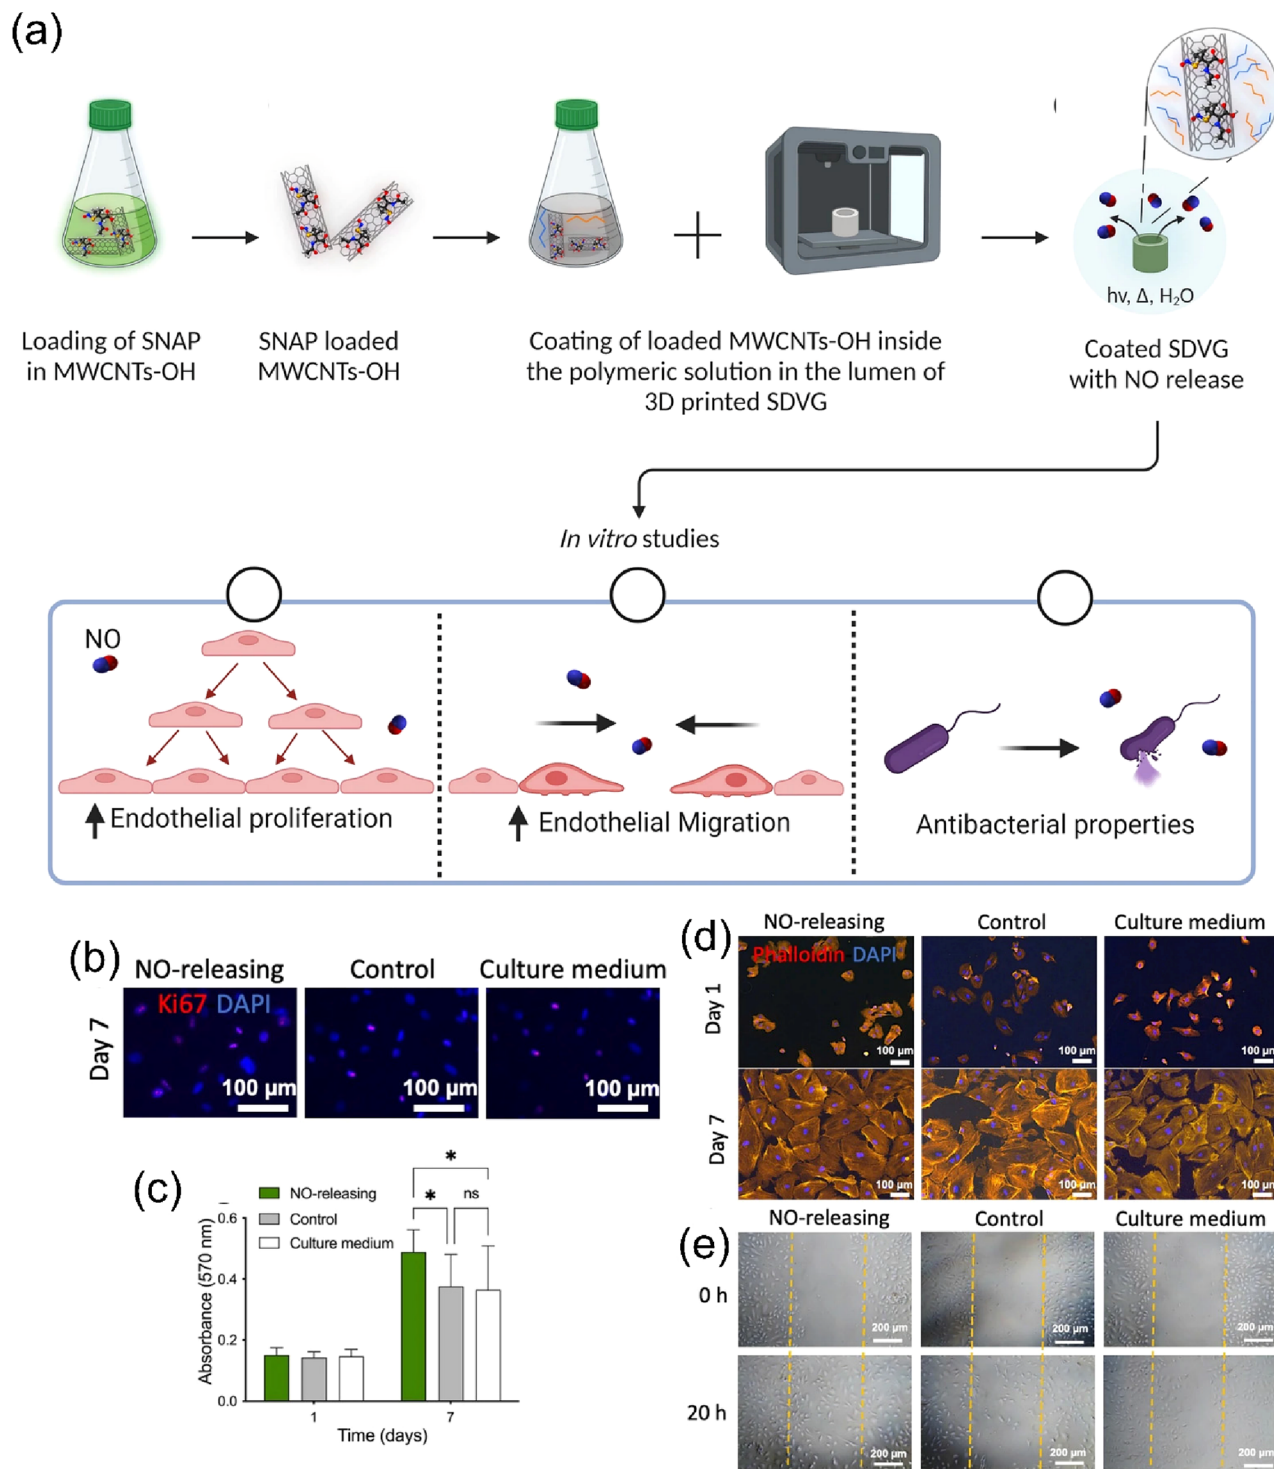 (a)
Loading of SNAP
in MWCNTs-OH
SNAP loaded
MWCNTs-OH
Coating of loaded MWCNTs-OH inside
the polymeric solution in the lumen of
3D printed SDVG
hv, Δ, H₂O
Coated SDVG
with NO release
In vitro studies
NO
Endothelial proliferation
Endothelial Migration
Antibacterial properties
(b)
NO-releasing
Control
Culture medium
Day 7
Ki67 DAPI
100 µm
100 µm
100 µm
(c)
NO-releasing
Control
Culture medium
*
*
ns
Absorbance (570 nm)
0.6
0.4
0.2
0.0
1
7
Time (days)
(d)
NO-releasing
Control
Culture medium
Day 1
Phalloidin DAPI
100 µm
100 µm
100 µm
Day 7
100 µm
100 µm
100 µm
(e)
NO-releasing
Control
Culture medium
0 h
200 µm
200 µm
200 µm
20 h
200 µm
200 µm
200 µm